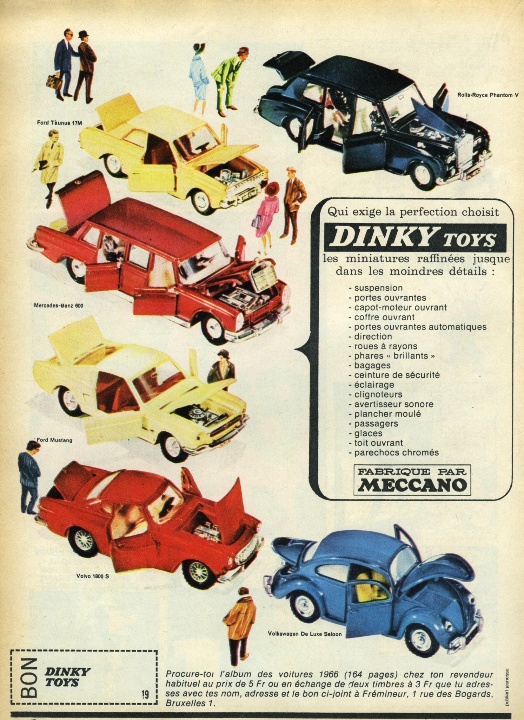 Rolls-Royce Phantom V
Ford Taunus 17M
Mercedes-Benz 600
Ford Mustang
Volvo 1800 S
Volkswagen De Luxe Saloon
Qui exige la perfection choisit
DINKY TOYS
les miniatures raffinées jusque
dans les moindres détails :
- suspension
- portes ouvrantes
- capot-moteur ouvrant
- coffre ouvrant
- portes ouvrantes automatiques
- direction
- roues à rayons
- phares « brillants »
- bagages
- ceinture de sécurité
- éclairage
- clignoteurs
- avertisseur sonore
- plancher moulé
- passagers
- glaces
- toit ouvrant
- parechocs chromés
FABRIQUE PAR
MECCANO
BON
DINKY
TOYS
19
Procure-toi l'album des voitures 1966 (164 pages) chez ton revendeur
habituel au prix de 5 Fr ou en échange de deux timbres à 3 Fr que tu adres-
ses avec tes nom, adresse et le bon ci-joint à Frémineur, 1 rue des Bogards,
Bruxelles 1.